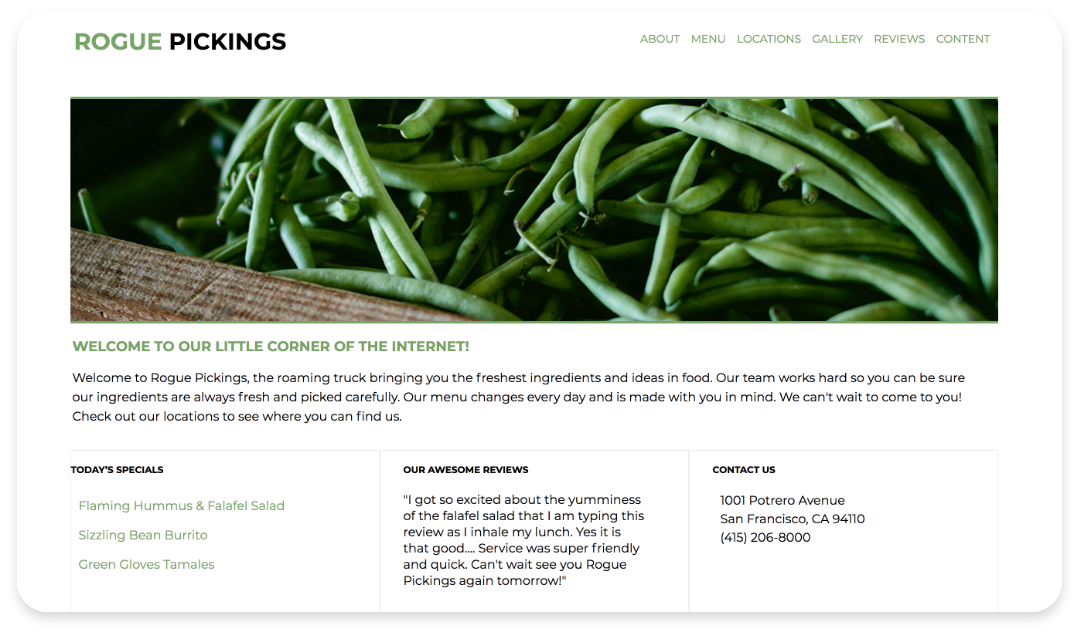 ROGUE PICKINGS
ABOUT MENU LOCATIONS GALLERY REVIEWS CONTENT
WELCOME TO OUR LITTLE CORNER OF THE INTERNET!
Welcome to Rogue Pickings, the roaming truck bringing you the freshest ingredients and ideas in food. Our team works hard so you can be sure
our ingredients are always fresh and picked carefully. Our menu changes every day and is made with you in mind. We can't wait to come to you!
Check out our locations to see where you can find us.
TODAY'S SPECIALS
Flaming Hummus & Falafel Salad
Sizzling Bean Burrito
Green Gloves Tamales
OUR AWESOME REVIEWS
"I got so excited about the yumminess
of the falafel salad that I am typing this
review as I inhale my lunch. Yes it is
that good.... Service was super friendly
and quick. Can't wait see you Rogue
Pickings again tomorrow!"
CONTACT US
1001 Potrero Avenue
San Francisco, CA 94110
(415) 206-8000